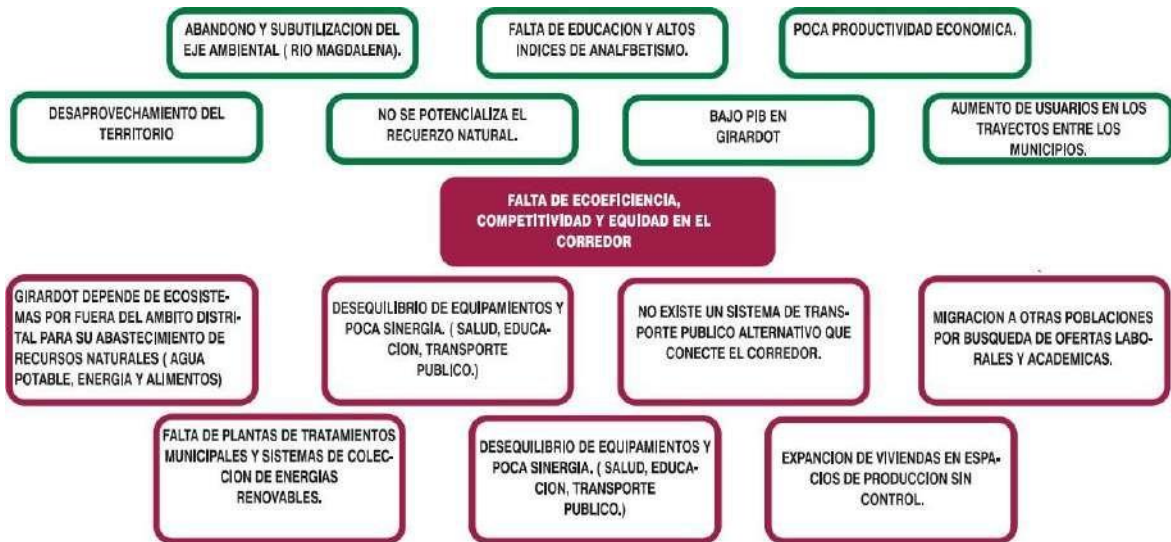 ABANDONO Y SUBUTILIZACION DEL
EJE AMBIENTAL ( RIO MAGDALENA).
FALTA DE EDUCACION Y ALTOS
INDICES DE ANALFBETISMO.
POCA PRODUCTIVIDAD ECONOMICA.
DESAPROVECHAMIENTO DEL
TERRITORIO
NO SE POTENCIALIZA EL
RECUERZO NATURAL.
BAJO PIB EN
GIRARDOT
AUMENTO DE USUARIOS EN LOS
TRAYECTOS ENTRE LOS
MUNICIPIOS.
FALTA DE ECOEFICIENCIA,
COMPETITIVIDAD Y EQUIDAD EN EL
CORREDOR
GIRARDOT DEPENDE DE ECOSISTE-
MAS POR FUERA DEL AMBITO DISTRI-
TAL PARA SU ABASTECIMIENTO DE
RECURSOS NATURALES ( AGUA
POTABLE, ENERGIA Y ALIMENTOS)
DESEQUILIBRIO DE EQUIPAMIENTOS Y
POCA SINERGIA. ( SALUD, EDUCA-
CION, TRANSPORTE
PUBLICO.)
NO EXISTE UN SISTEMA DE TRANS-
PORTE PUBLICO ALTERNATIVO QUE
CONECTE EL CORREDOR.
MIGRACION A OTRAS POBLACIONES
POR BUSQUEDA DE OFERTAS LABO-
RALES Y ACADEMICAS.
FALTA DE PLANTAS DE TRATAMIENTOS
MUNICIPALES Y SISTEMAS DE COLEC-
CION DE ENERGIAS
RENOVABLES.
DESEQUILIBRIO DE EQUIPAMIENTOS Y
POCA SINERGIA. ( SALUD, EDUCA-
CION, TRANSPORTE
PUBLICO.)
EXPANCION DE VIVIENDAS EN ESPA-
CIOS DE PRODUCCION SIN
CONTROL.